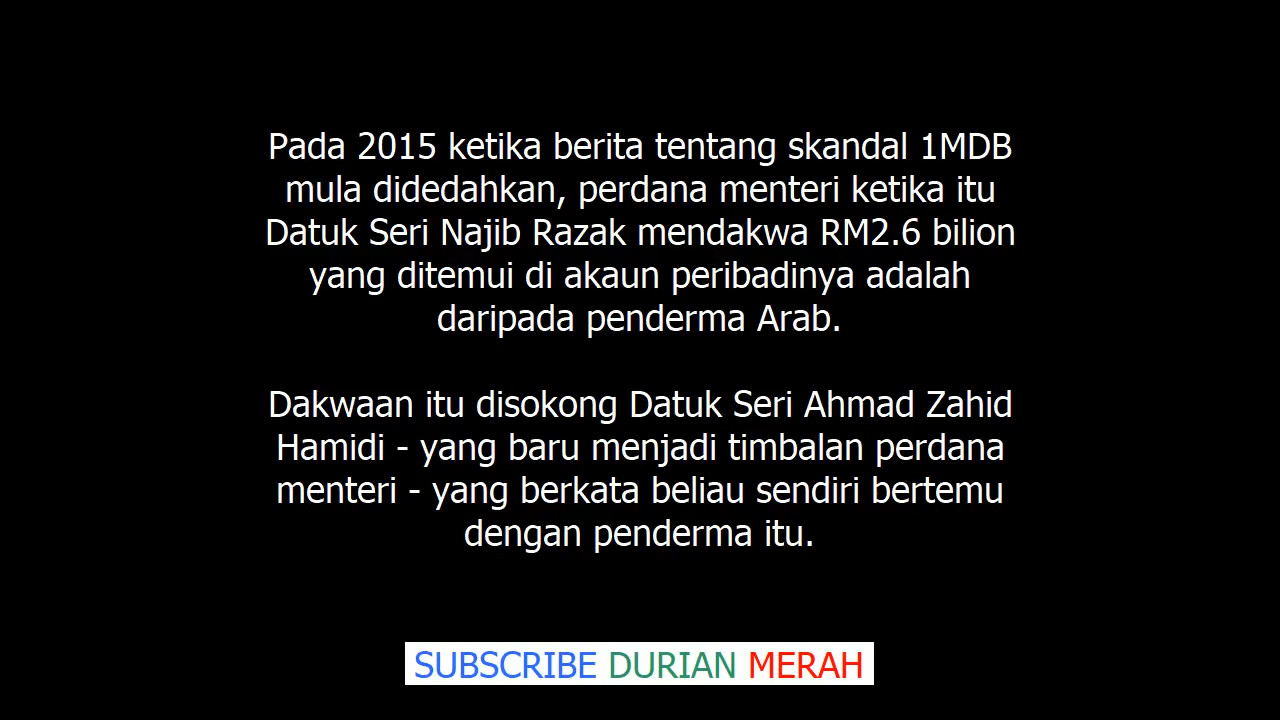 Pada 2015 ketika berita tentang skandal 1MDB
mula didedahkan, perdana menteri ketika itu
Datuk Seri Najib Razak mendakwa RM2.6 bilion
yang ditemui di akaun peribadinya adalah
daripada penderma Arab.
Dakwaan itu disokong Datuk Seri Ahmad Zahid
Hamidi - yang baru menjadi timbalan perdana
menteri - yang berkata beliau sendiri bertemu
dengan penderma itu.
SUBSCRIBE DURIAN MERAH